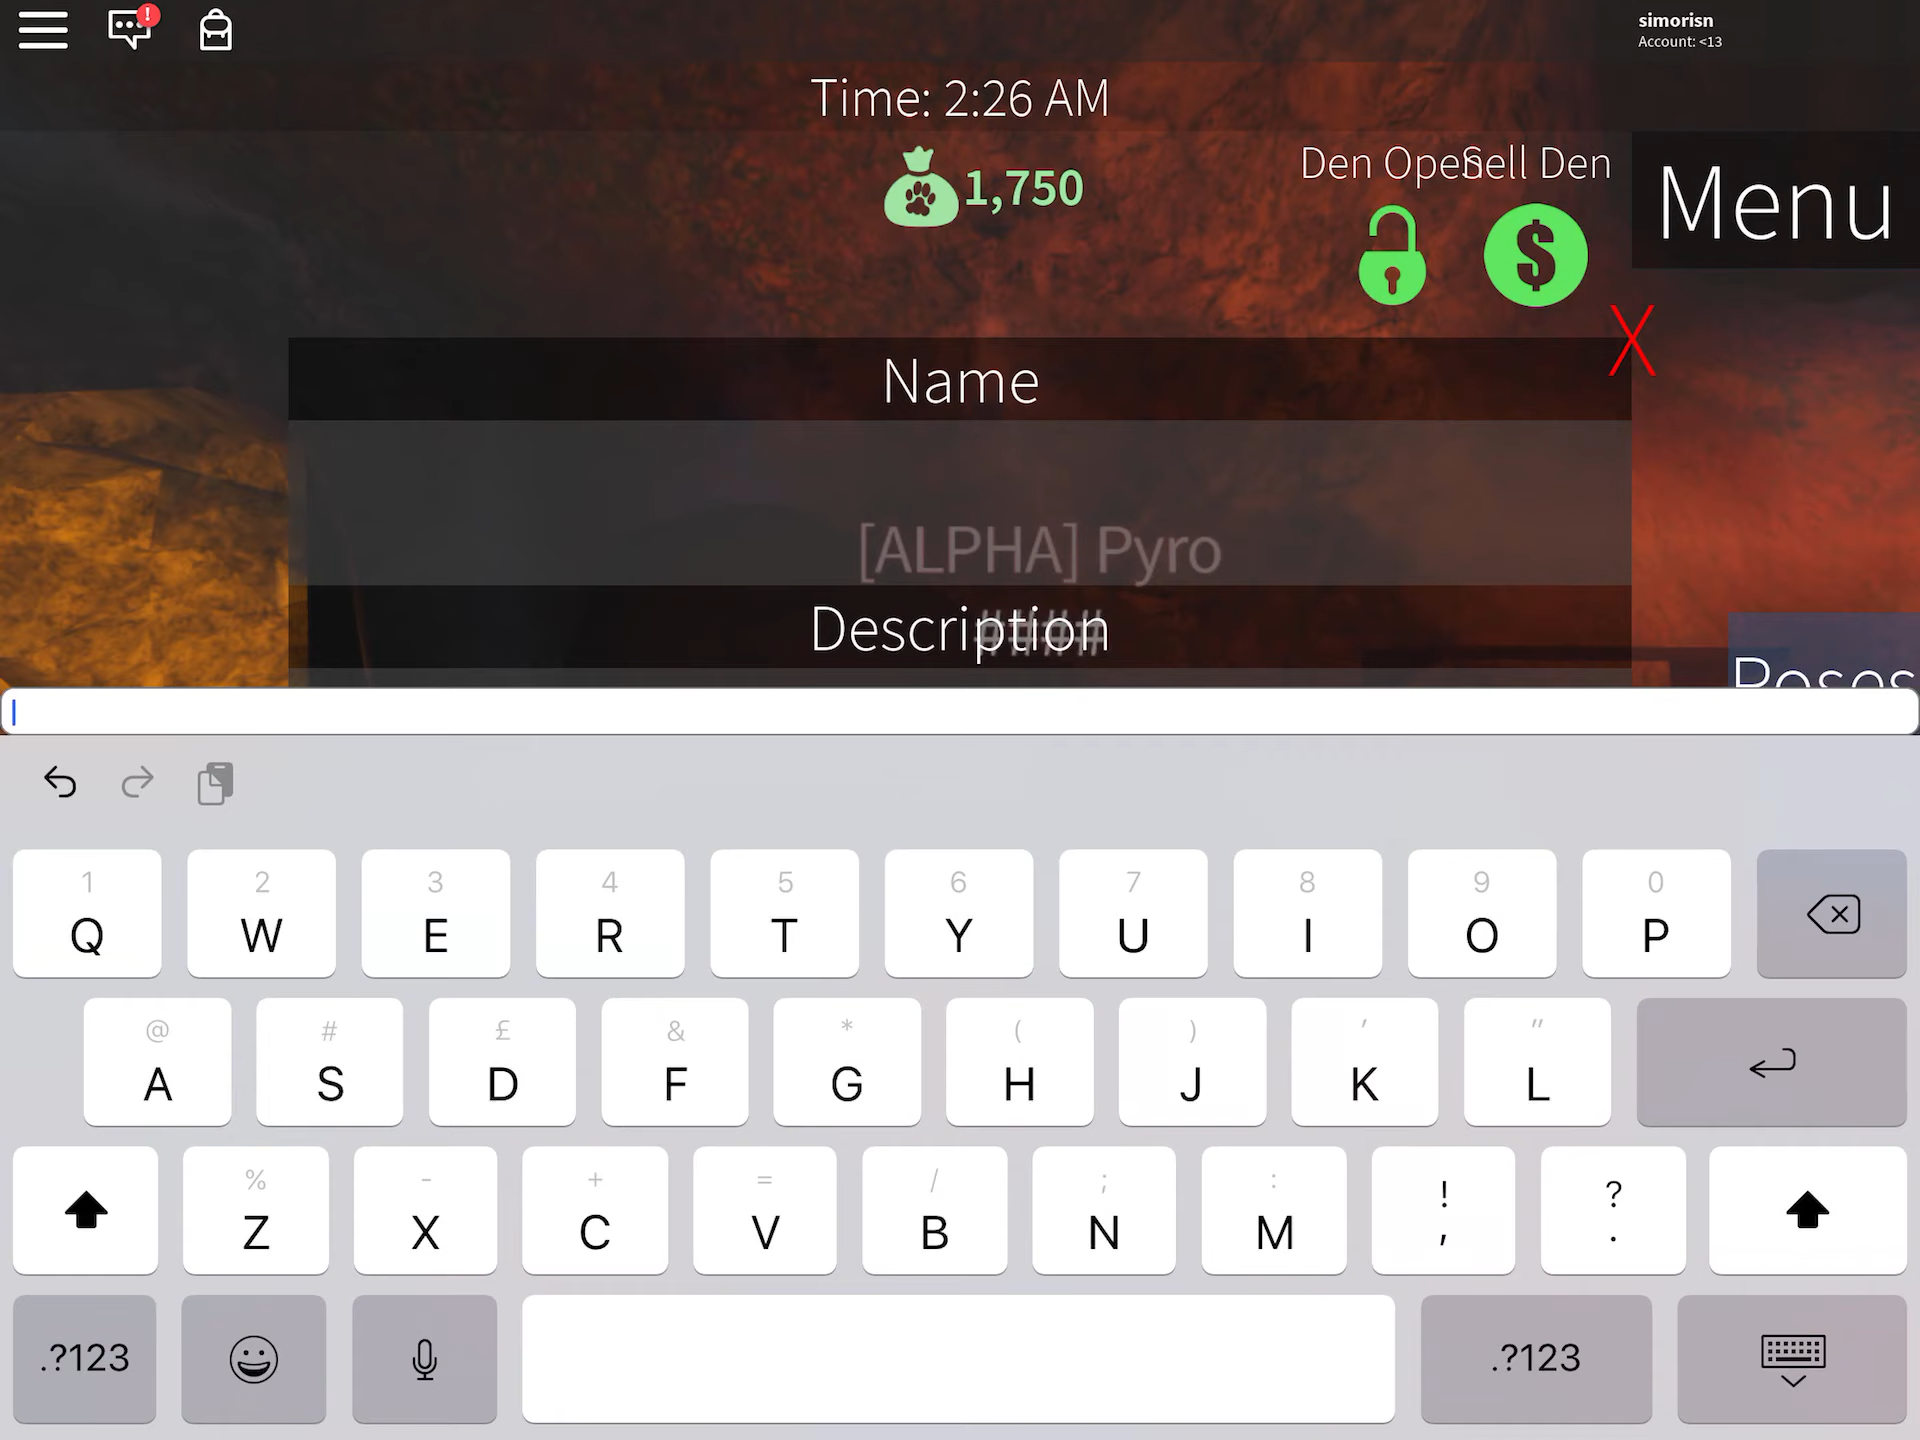 simorisn
Account: <13
Time: 2:26 AM
1,750
Den Open
Sell Den
Menu
X
Name
[ALPHA] Pyro
####
Description
Poses
1 2 3 4 5 6 7 8 9 0
Q W E R T Y U I O P
@ # £ & * ( ) ' "
A S D F G H J K L
% - + = / ; : ! ?
Z X C V B N M , .
.?123 .?123